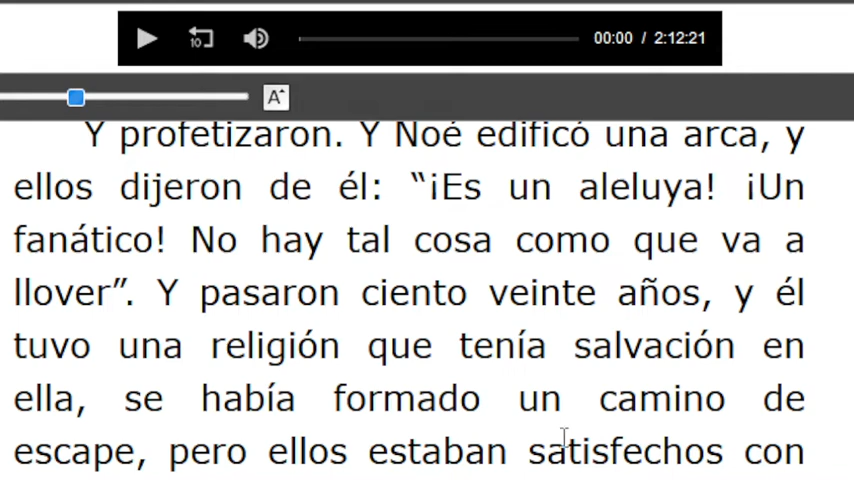 10
00:00 / 2:12:21
A
Y profetizaron. Y Noé edificó una arca, y
ellos dijeron de él: “¡Es un aleluya! ¡Un
fanático! No hay tal cosa como que va a
llover”. Y pasaron ciento veinte años, y él
tuvo una religión que tenía salvación en
ella, se había formado un camino de
escape, pero ellos estaban satisfechos con